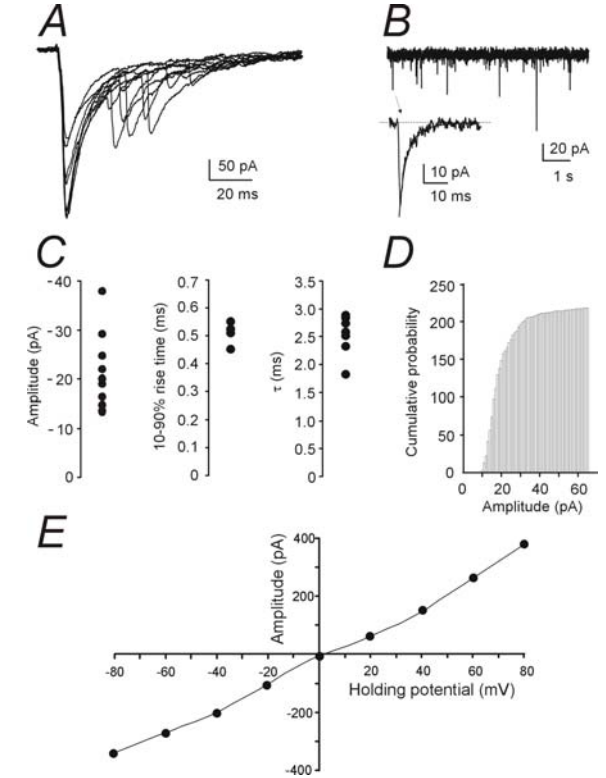 A
50 pA
20 ms
B
20 pA
1 s
10 pA
10 ms
C
Amplitude (pA)
-40
-30
-20
-10
0
10-90% rise time (ms)
0.7
0.6
0.5
0.4
0.3
0.2
0.1
0
τ (ms)
3.5
3.0
2.5
2.0
1.5
1.0
0.5
0
D
Cumulative probability
250
200
150
100
50
0
0 20 40 60
Amplitude (pA)
E
Amplitude (pA)
400
200
-80 -60 -40 -20 0 20 40 60 80
Holding potential (mV)
-200
-400